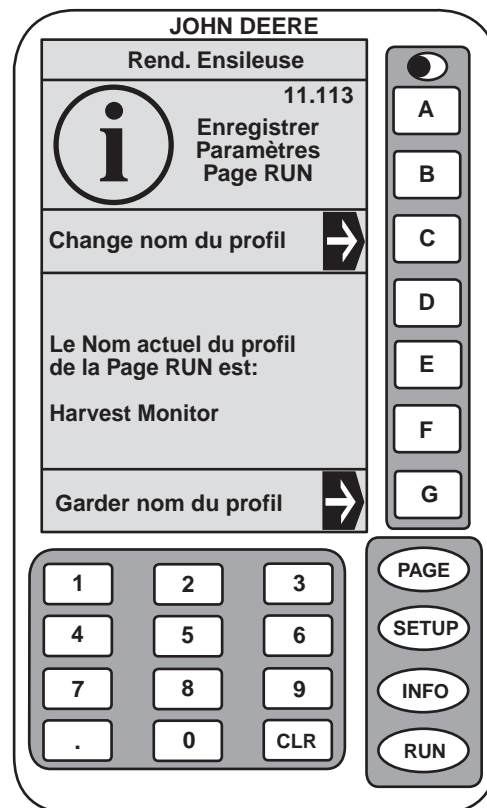 JOHN DEERE
Rend. Ensileuse
11.113
Enregistrer
Paramètres
Page RUN
Change nom du profil
Le Nom actuel du profil
de la Page RUN est:
Harvest Monitor
Garder nom du profil
A
B
C
D
E
F
G
1 2 3
4 5 6
7 8 9
. 0 CLR
PAGE
SETUP
INFO
RUN